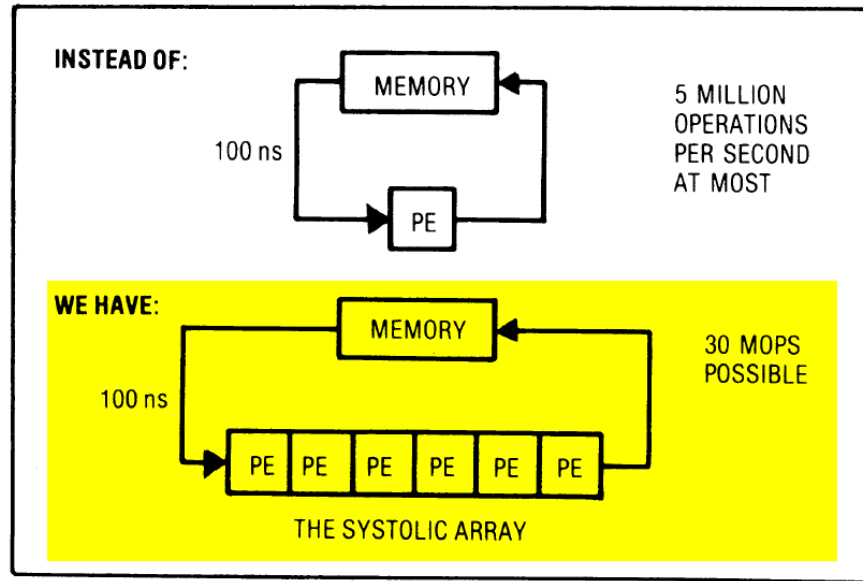 INSTEAD OF:
MEMORY
100 ns
PE
5 MILLION
OPERATIONS
PER SECOND
AT MOST
WE HAVE:
MEMORY
100 ns
PE PE PE PE PE PE
THE SYSTOLIC ARRAY
30 MOPS
POSSIBLE